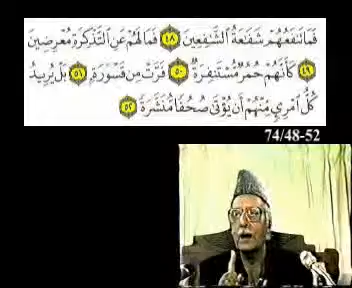 فَمَا تَنفَعُهُمْ شَفَٰعَةُ ٱلشَّٰفِعِينَ ٤٨ فَمَا لَهُمْ عَنِ ٱلتَّذْكِرَةِ مُعْرِضِينَ
٤٩ كَأَنَّهُمْ حُمُرٌ مُّسْتَنفِرَةٌ ٥٠ فَرَّتْ مِن قَسْوَرَةٍۭ ٥١ بَلْ يُرِيدُ
كُلُّ ٱمْرِئٍ مِّنْهُمْ أَن يُؤْتَىٰ صُحُفًا مُّنَشَّرَةً ٥٢
74/48-52